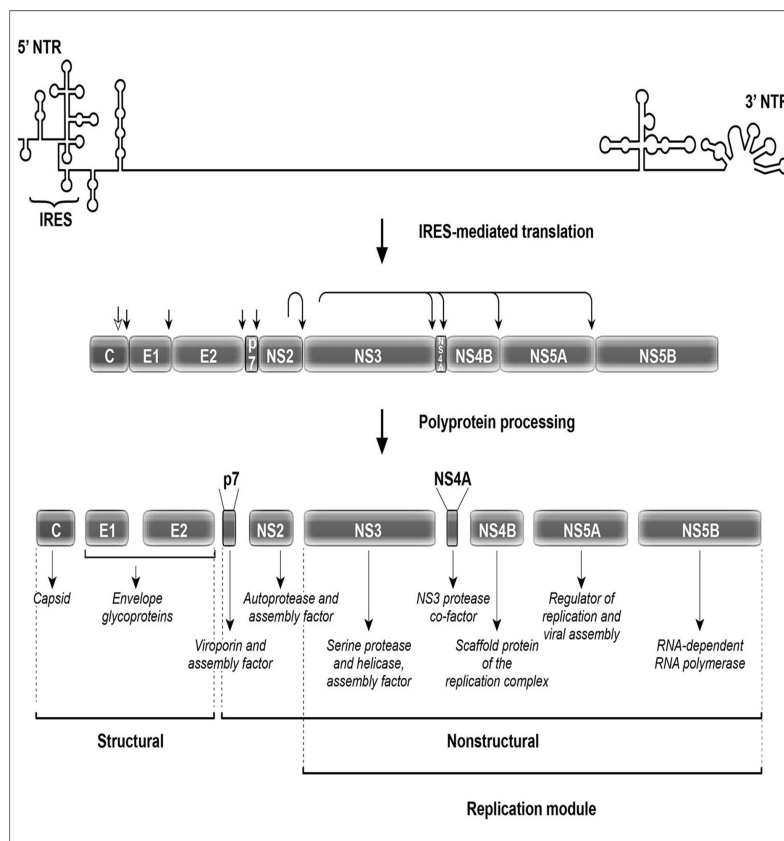 5' NTR
3' NTR
IRES
IRES-mediated translation
C E1 E2 p7 NS2 NS3 NS4A NS4B NS5A NS5B
Polyprotein processing
p7 NS4A
C E1 E2 NS2 NS3 NS4B NS5A NS5B
Capsid
Envelope
glycoproteins
Viroporin and
assembly factor
Autoprotease and
assembly factor
Serine protease
and helicase,
assembly factor
NS3 protease
co-factor
Scaffold protein
of the
replication complex
Regulator of
replication and
viral assembly
RNA-dependent
RNA polymerase
Structural
Nonstructural
Replication module